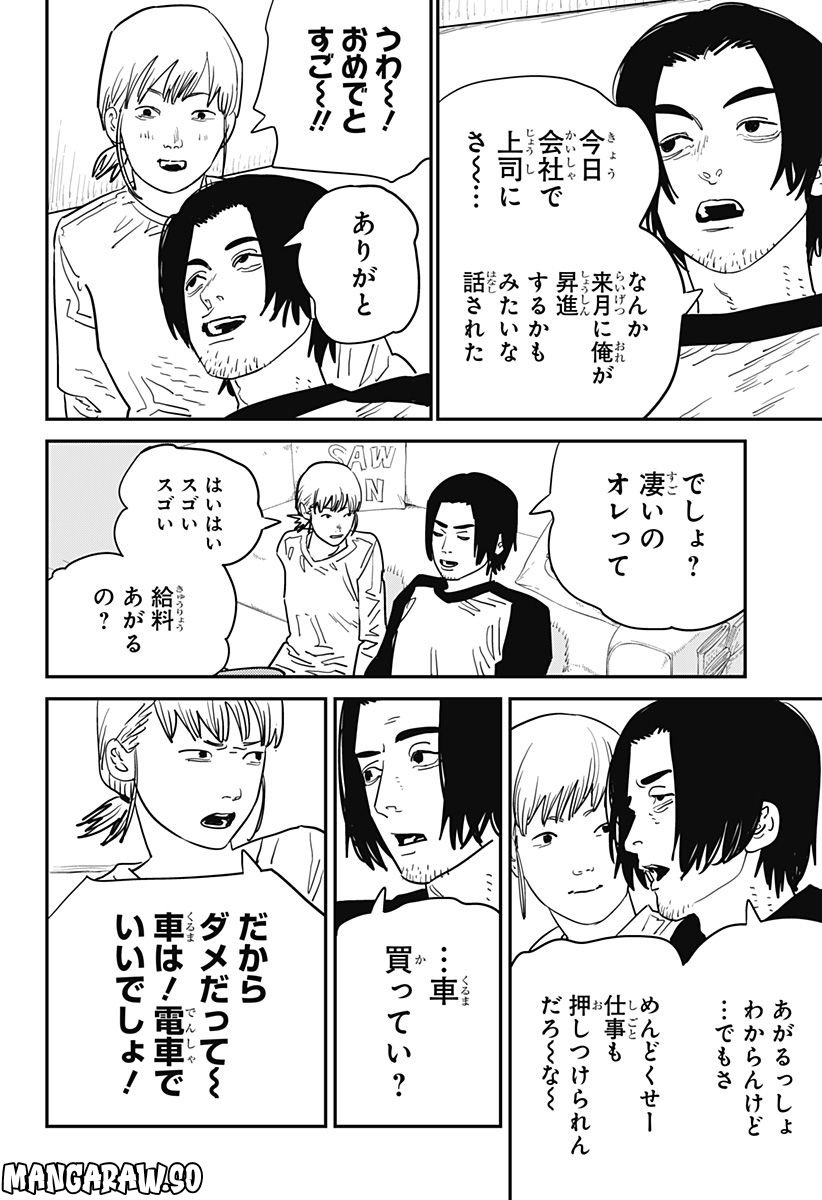 今日
会社で
上司に
さ〜…
なんか
来月に俺が
昇進
するかも
みたいな
話された
うわ〜!
おめでと
すご〜!!
ありがと
でしょ?
凄いの
オレって
はいはい
スゴい
スゴい
給料
あがる
の?
SAW
N
あがるっしょ
わからんけど
…でもさ
めんどくせー
仕事も
押しつけられれん
だろ〜な〜
…車
買ってい?
だから
ダメだって〜
車は!電車で
いいでしょ!
MANGARAW.SO